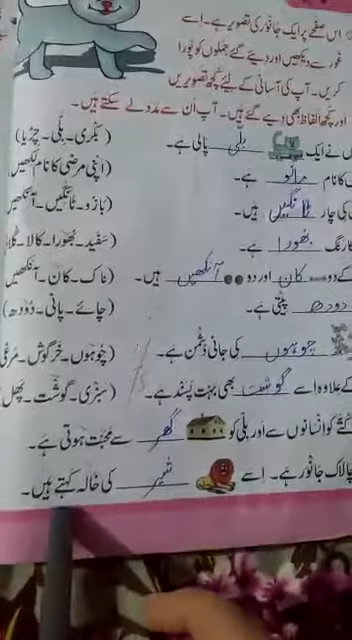 اس صفحے پر ایک جانور کی تصویر ہے۔ اسے
غور سے دیکھیں اور دیئے گئے جملوں کو پورا
کریں۔ آپ کی آسانی کے لیئے کچھ تصویریں
اور کچھ الفاظ بھی دیے گئے ہیں۔ آپ ان سے مدد لے سکتے ہیں۔
نے ایک بلی پالی ہے۔ (بکری۔ بلّی۔ چڑیا)
کا نام مانو ہے۔ (اپنی مرضی کا نام لکھیں
کی چار ٹانگیں ہیں۔ (بازو۔ ٹانگیں۔ آنکھیں
رنگ بھورا ہے۔ (سفید۔ بھورا۔ کالا۔
کے دو کان اور دو آنکھیں ہیں۔ (ناک۔ کان۔ آنکھیں
دودھ پیتی ہے۔ (چائے۔ پانی۔ دودھ)
چوہوں کی جانی دشمن ہے۔ (چوہوں۔ خرگوش۔ مرغی
کے علاوہ اسے گوشت بھی بہت پسند ہے۔ (سبزی۔ گوشت۔ پھل
کتے کو انسانوں سے اور بلی کو گھر سے محبت ہوتی ہے۔
چالاک جانور ہے۔ اسے شیر کی خالہ کہتے ہیں۔